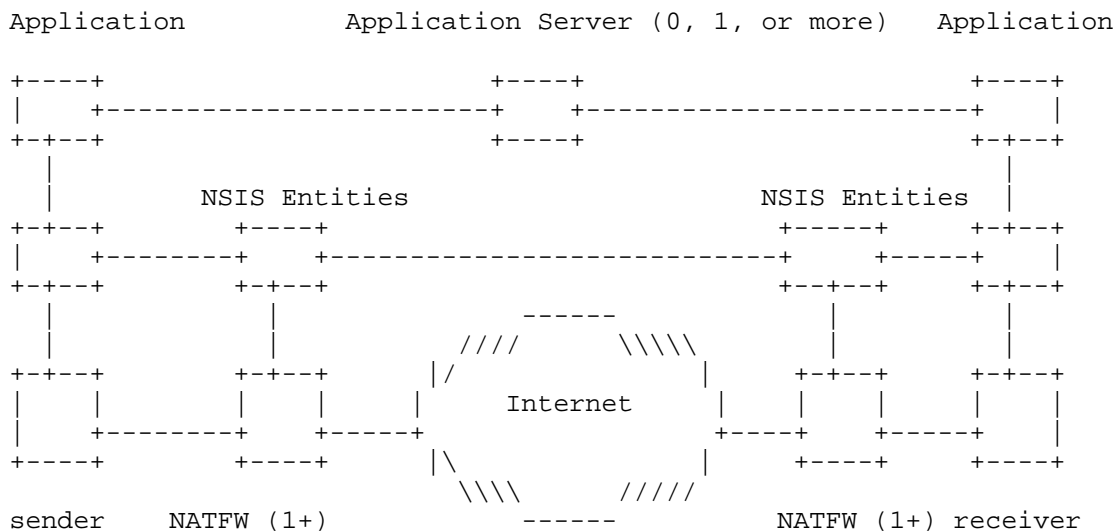 Application Application Server (0, 1, or more) Application
NSIS Entities NSIS Entities
Internet
sender NATFW (1+) NATFW (1+) receiver